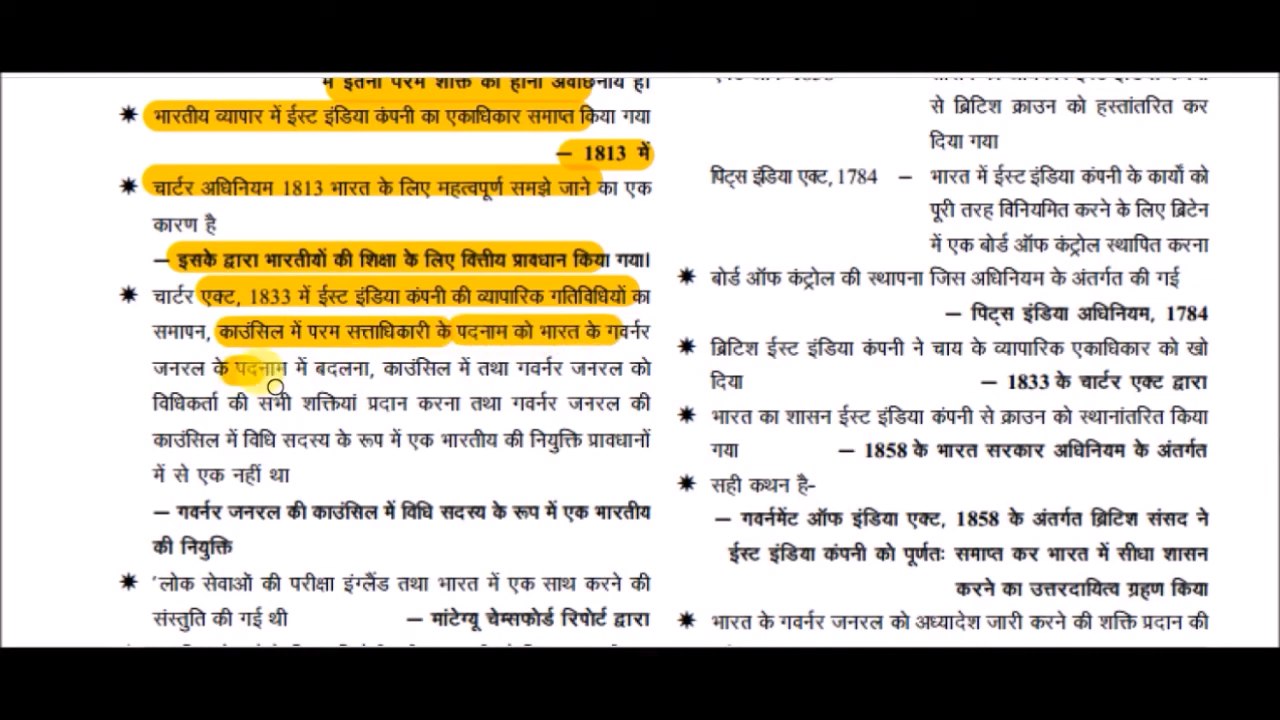 में इतनी परम शक्ति का होना अवांछनीय है।
✷ भारतीय व्यापार में ईस्ट इंडिया कंपनी का एकाधिकार समाप्त किया गया
– 1813 में
✷ चार्टर अधिनियम 1813 भारत के लिए महत्वपूर्ण समझे जाने का एक
कारण है
– इसके द्वारा भारतीयों की शिक्षा के लिए वित्तीय प्रावधान किया गया।
✷ चार्टर एक्ट, 1833 में ईस्ट इंडिया कंपनी की व्यापारिक गतिविधियों का
समापन, काउंसिल में परम सत्ताधिकारी के पदनाम को भारत के गवर्नर
जनरल के पदनाम में बदलना, काउंसिल में तथा गवर्नर जनरल को
विधिकर्ता की सभी शक्तियां प्रदान करना तथा गवर्नर जनरल की
काउंसिल में विधि सदस्य के रूप में एक भारतीय की नियुक्ति प्रावधानों
में से एक नहीं था
– गवर्नर जनरल की काउंसिल में विधि सदस्य के रूप में एक भारतीय
की नियुक्ति
✷ 'लोक सेवाओं की परीक्षा इंग्लैंड तथा भारत में एक साथ करने की
संस्तुति की गई थी – मांटेग्यू चेम्सफोर्ड रिपोर्ट द्वारा
से ब्रिटिश क्राउन को हस्तांतरित कर
दिया गया
पिट्स इंडिया एक्ट, 1784 – भारत में ईस्ट इंडिया कंपनी के कार्यों को
पूरी तरह विनियमित करने के लिए ब्रिटेन
में एक बोर्ड ऑफ कंट्रोल स्थापित करना
✷ बोर्ड ऑफ कंट्रोल की स्थापना जिस अधिनियम के अंतर्गत की गई
– पिट्स इंडिया अधिनियम, 1784
✷ ब्रिटिश ईस्ट इंडिया कंपनी ने चाय के व्यापारिक एकाधिकार को खो
दिया – 1833 के चार्टर एक्ट द्वारा
✷ भारत का शासन ईस्ट इंडिया कंपनी से क्राउन को स्थानांतरित किया
गया – 1858 के भारत सरकार अधिनियम के अंतर्गत
✷ सही कथन है-
– गवर्नमेंट ऑफ इंडिया एक्ट, 1858 के अंतर्गत ब्रिटिश संसद ने
ईस्ट इंडिया कंपनी को पूर्णतः समाप्त कर भारत में सीधा शासन
करने का उत्तरदायित्व ग्रहण किया
✷ भारत के गवर्नर जनरल को अध्यादेश जारी करने की शक्ति प्रदान की